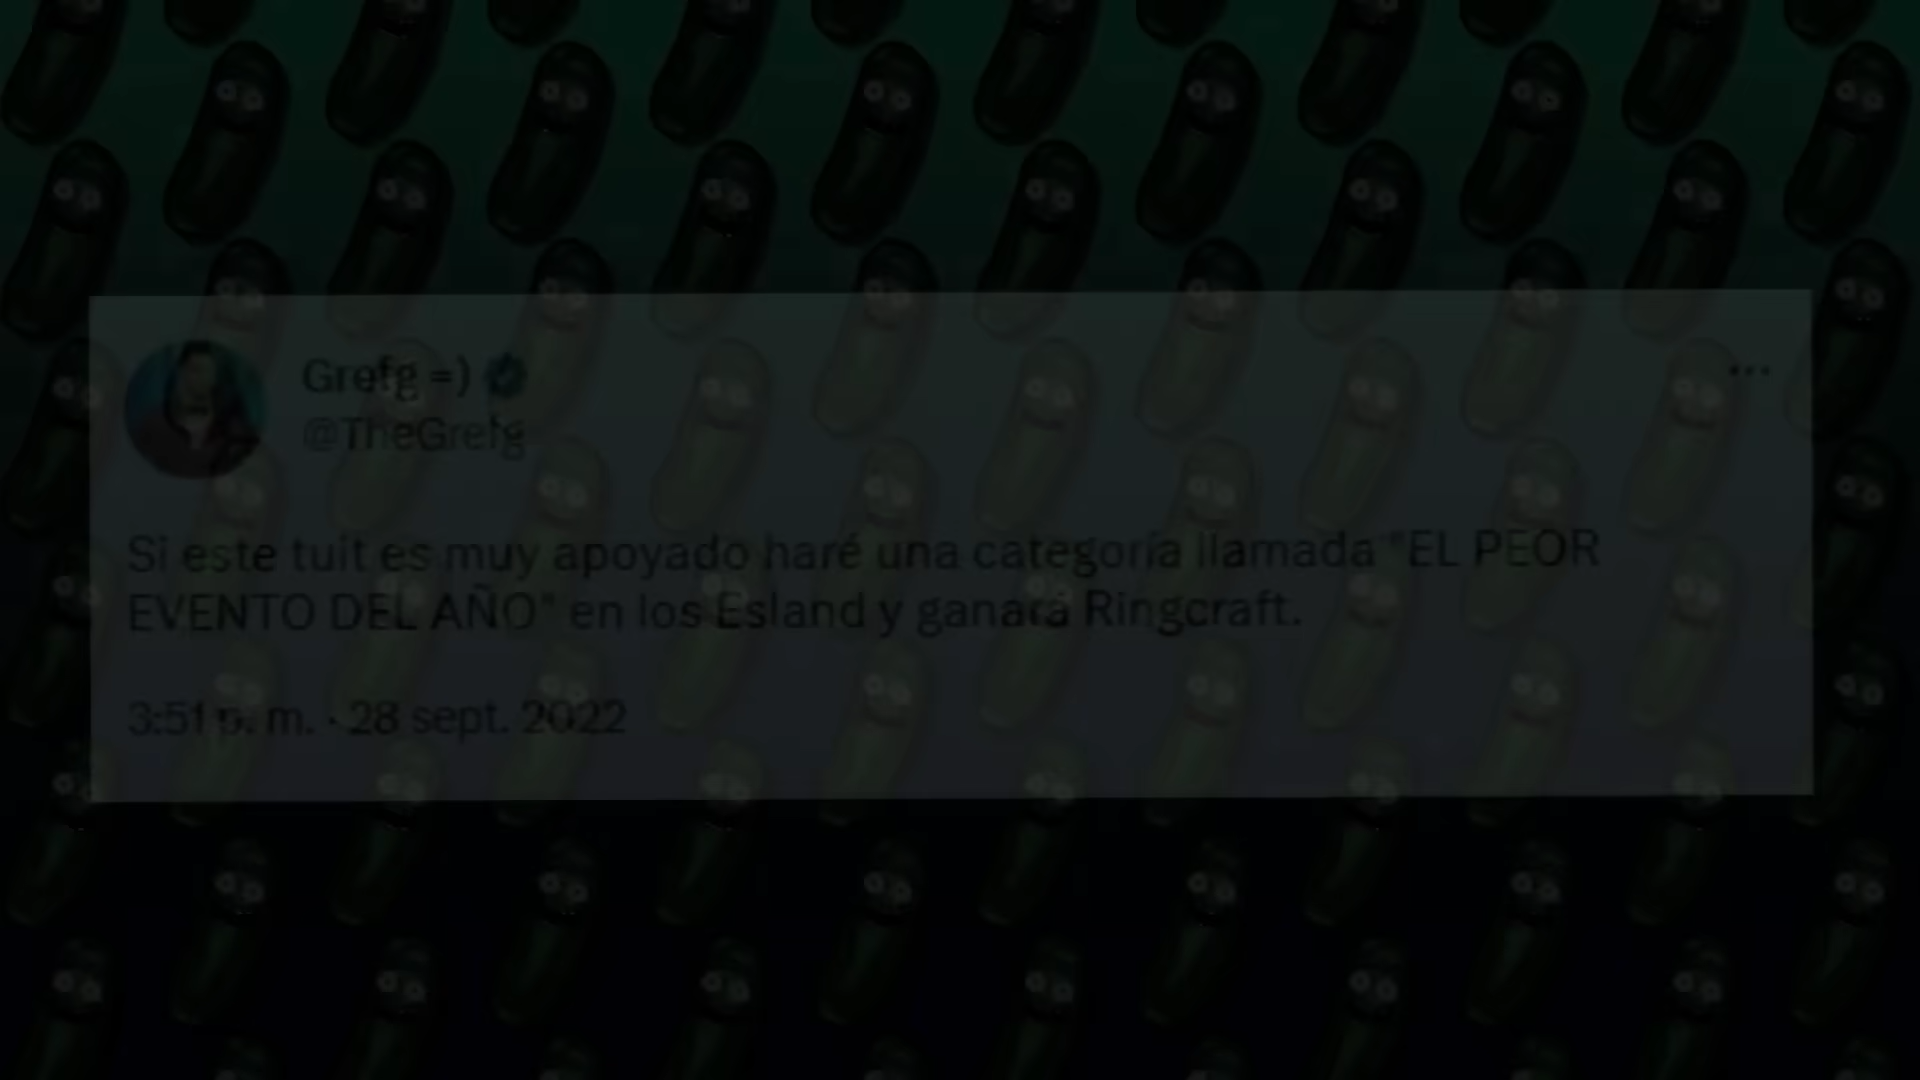 Grefg =)
@TheGrefg
Si este tuit es muy apoyado haré una categoría llamada "EL PEOR
EVENTO DEL AÑO" en los Esland y ganará Ringcraft.
3:51 p. m. · 28 sept. 2022